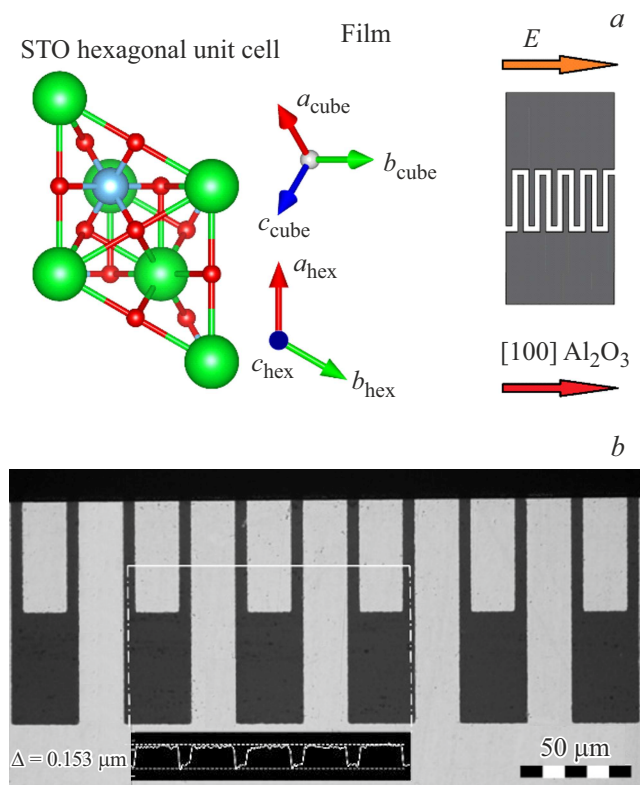 a
Film
STO hexagonal unit cell
E
a_cube
b_cube
c_cube
a_hex
c_hex
b_hex
[100] Al₂O₃
b
Δ = 0.153 μm
50 μm